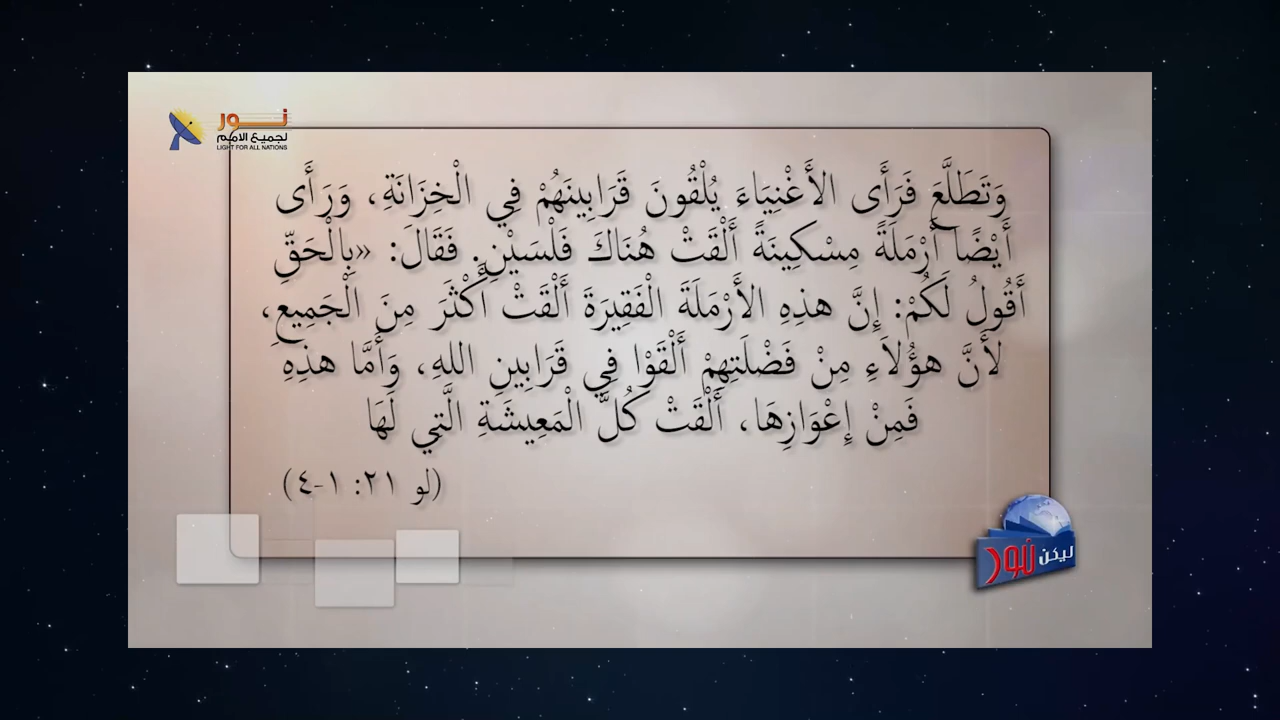 نور
لجميع الامم
LIGHT FOR ALL NATIONS
وَتَطَلَّعَ فَرَأَى الأَغْنِيَاءَ يُلْقُونَ قَرَابِينَهُمْ فِي الْخِزَانَةِ، وَرَأَى
أَيْضًا أَرْمَلَةً مِسْكِينَةً أَلْقَتْ هُنَاكَ فَلْسَيْنِ. فَقَالَ: «بِالْحَقِّ
أَقُولُ لَكُمْ: إِنَّ هذِهِ الأَرْمَلَةَ الْفَقِيرَةَ أَلْقَتْ أَكْثَرَ مِنَ الْجَمِيعِ،
لأَنَّ هؤُلاَءِ مِنْ فَضْلَتِهِمْ أَلْقَوْا فِي قَرَابِينِ اللهِ، وَأَمَّا هذِهِ
فَمِنْ إِعْوَازِهَا، أَلْقَتْ كُلَّ الْمَعِيشَةِ الَّتِي لَهَا
(لو ٢١: ١-٤)
ليكن نور